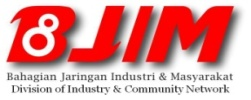 BJIM
Bahagian Jaringan Industri & Masyarakat
Division of Industry & Community Network